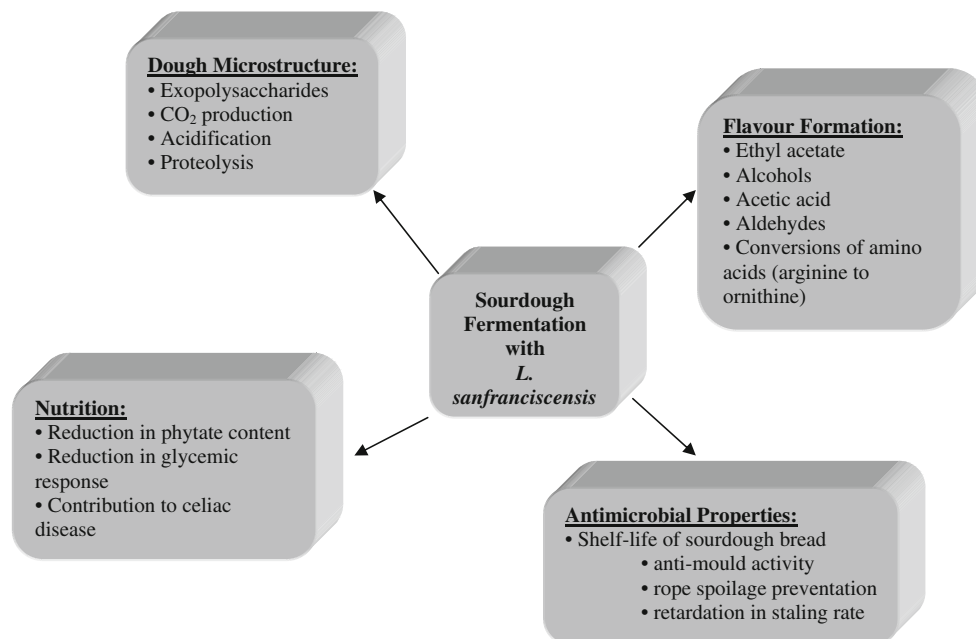 Dough Microstructure:
• Exopolysaccharides
• CO₂ production
• Acidification
• Proteolysis
Flavour Formation:
• Ethyl acetate
• Alcohols
• Acetic acid
• Aldehydes
• Conversions of amino
acids (arginine to
ornithine)
Sourdough
Fermentation
with
L.
sanfranciscensis
Nutrition:
• Reduction in phytate content
• Reduction in glycemic
response
• Contribution to celiac
disease
Antimicrobial Properties:
• Shelf-life of sourdough bread
• anti-mould activity
• rope spoilage prevention
• retardation in staling rate